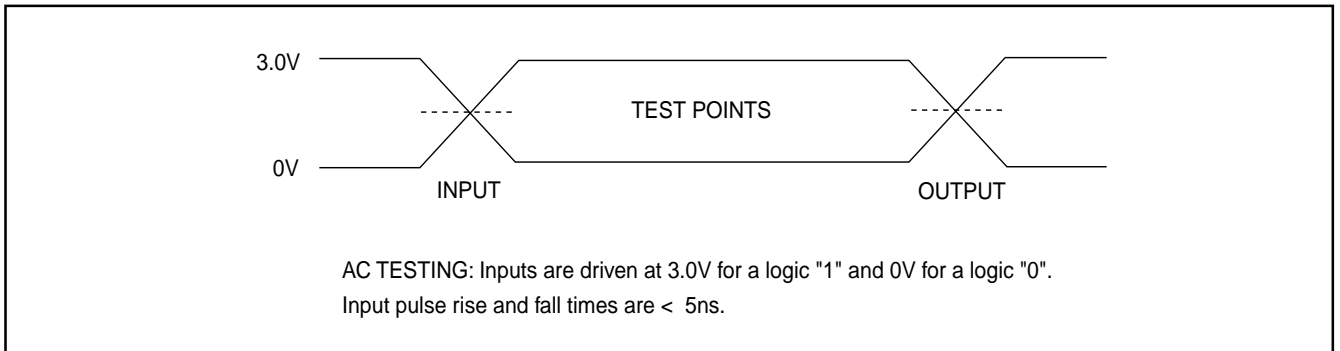 3.0V
TEST POINTS
0V
INPUT
OUTPUT
AC TESTING: Inputs are driven at 3.0V for a logic "1" and 0V for a logic "0".
Input pulse rise and fall times are < 5ns.